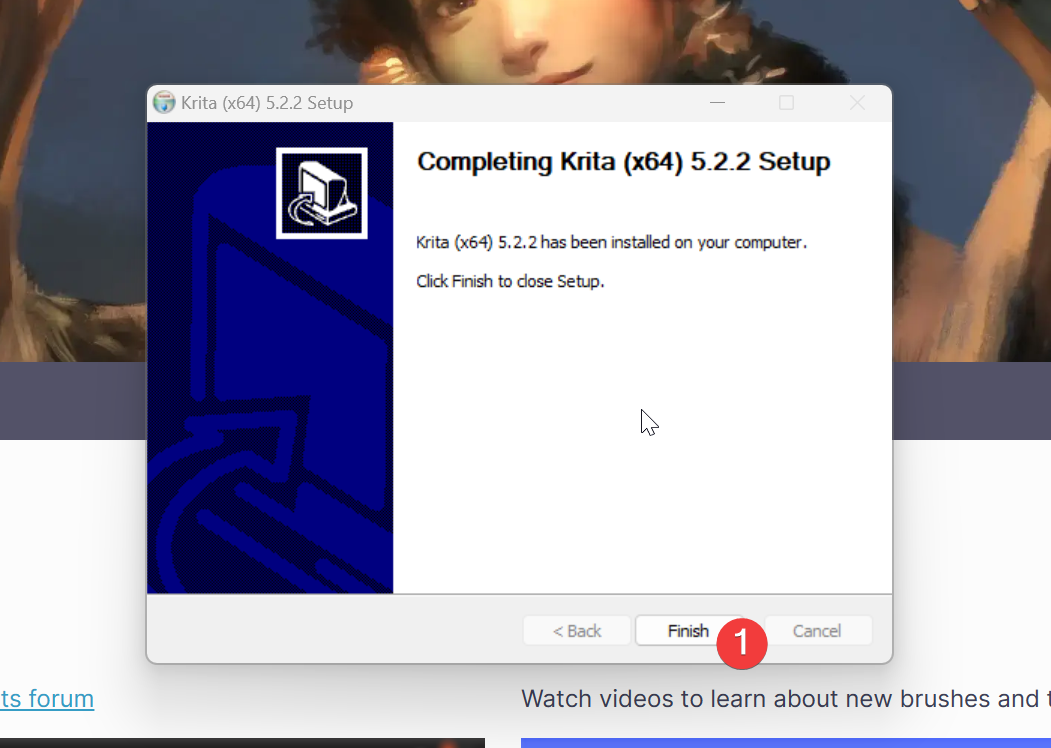 Krita (x64) 5.2.2 Setup
Completing Krita (x64) 5.2.2 Setup
Krita (x64) 5.2.2 has been installed on your computer.
Click Finish to close Setup.
< Back
Finish
1
Cancel
ts forum
Watch videos to learn about new brushes and t